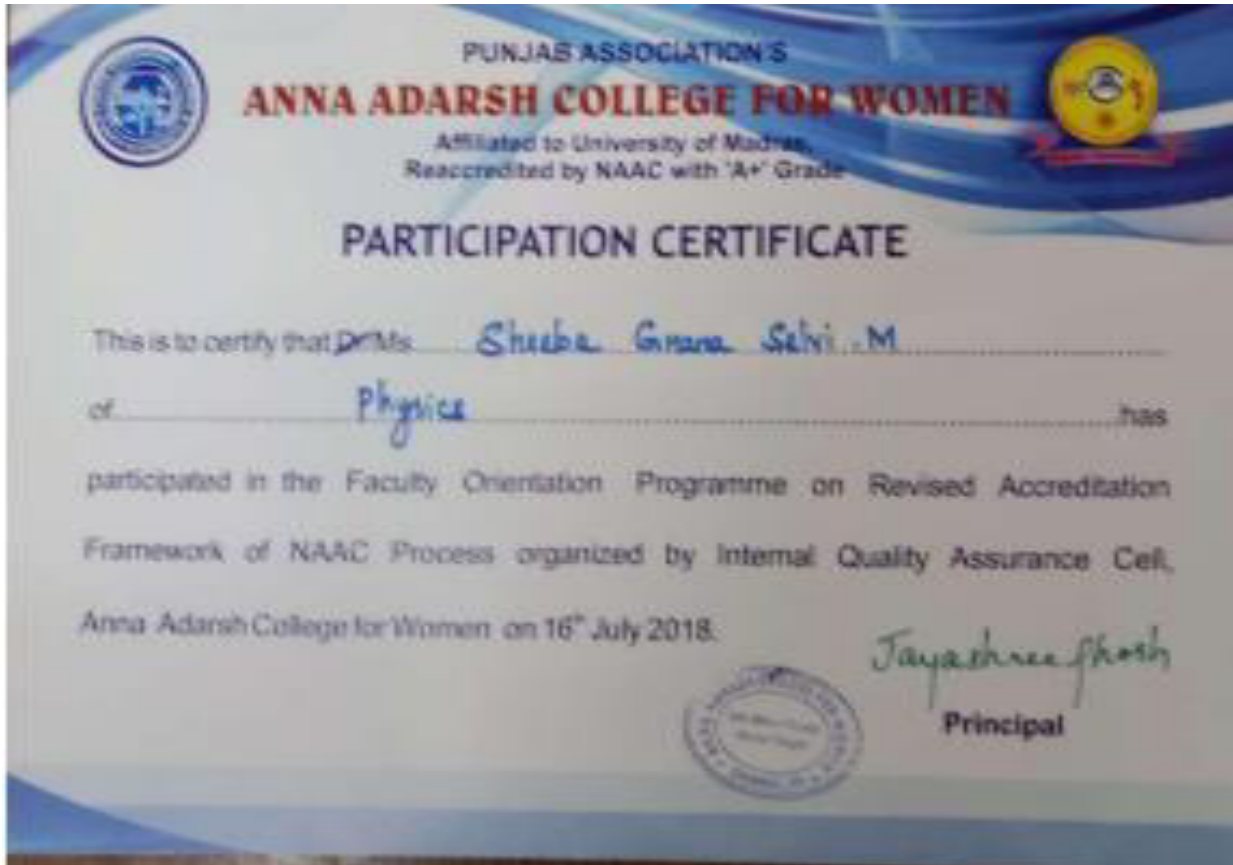 PUNJAB ASSOCIATION'S
ANNA ADARSH COLLEGE FOR WOMEN
Affiliated to University of Madras,
Reaccredited by NAAC with 'A+' Grade
PARTICIPATION CERTIFICATE
This is to certify that Dr/Ms Sheeba Gnana Selvi .M
of Physics has
participated in the Faculty Orientation Programme on Revised Accreditation
Framework of NAAC Process organized by Internal Quality Assurance Cell,
Anna Adarsh College for Women on 16th July 2018.
Jayashree Ghosh
Principal